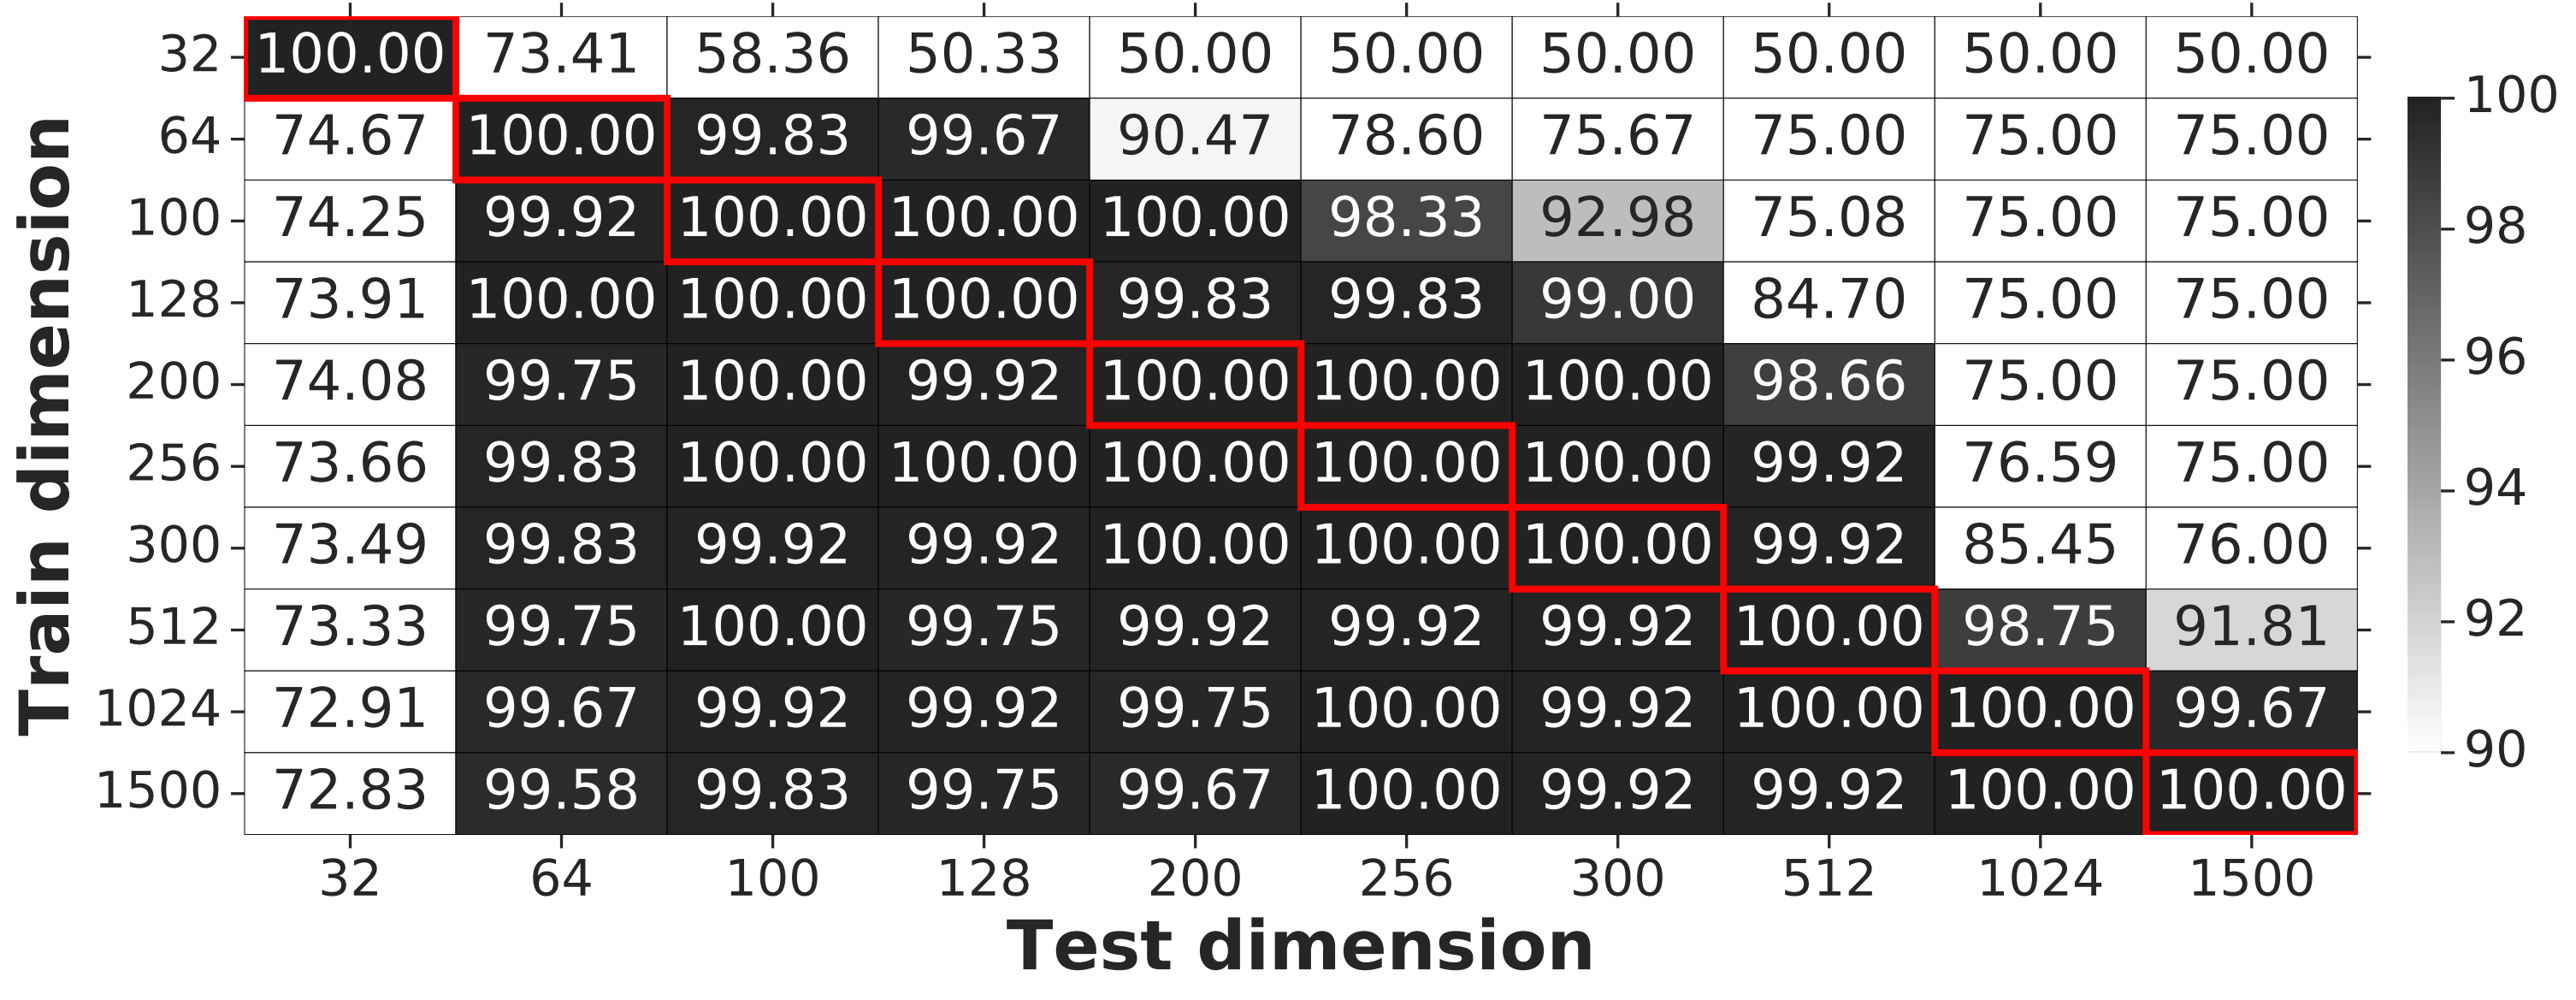 32 100.00 73.41 58.36 50.33 50.00 50.00 50.00 50.00 50.00 50.00
64 74.67 100.00 99.83 99.67 90.47 78.60 75.67 75.00 75.00 75.00
100 74.25 99.92 100.00 100.00 100.00 98.33 92.98 75.08 75.00 75.00
128 73.91 100.00 100.00 100.00 99.83 99.83 99.00 84.70 75.00 75.00
200 74.08 99.75 100.00 99.92 100.00 100.00 100.00 98.66 75.00 75.00
256 73.66 99.83 100.00 100.00 100.00 100.00 100.00 99.92 76.59 75.00
300 73.49 99.83 99.92 99.92 100.00 100.00 100.00 99.92 85.45 76.00
512 73.33 99.75 100.00 99.75 99.92 99.92 99.92 100.00 98.75 91.81
1024 72.91 99.67 99.92 99.92 99.75 100.00 99.92 100.00 100.00 99.67
1500 72.83 99.58 99.83 99.75 99.67 100.00 99.92 99.92 100.00 100.00
32 64 100 128 200 256 300 512 1024 1500
Test dimension
Train dimension
100
98
96
94
92
90